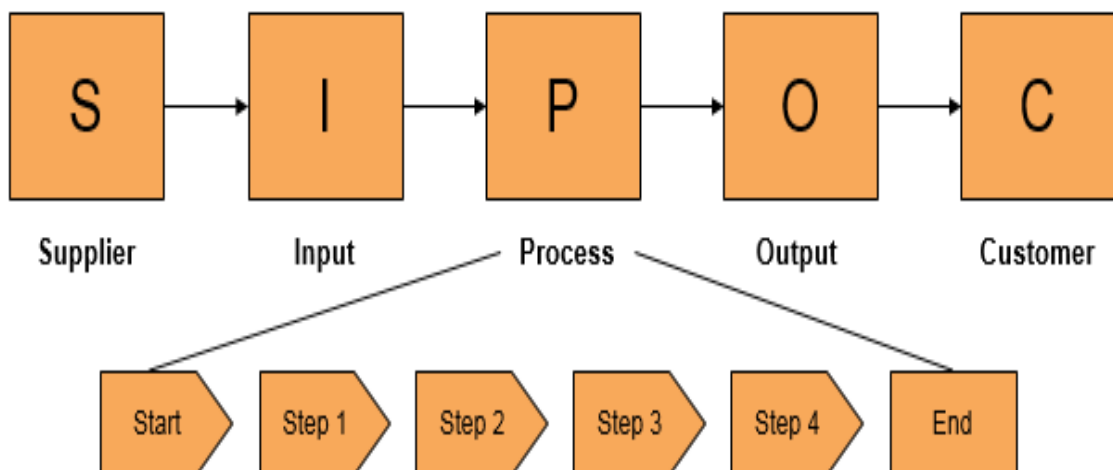 S I P O C
Supplier Input Process Output Customer
Start Step 1 Step 2 Step 3 Step 4 End